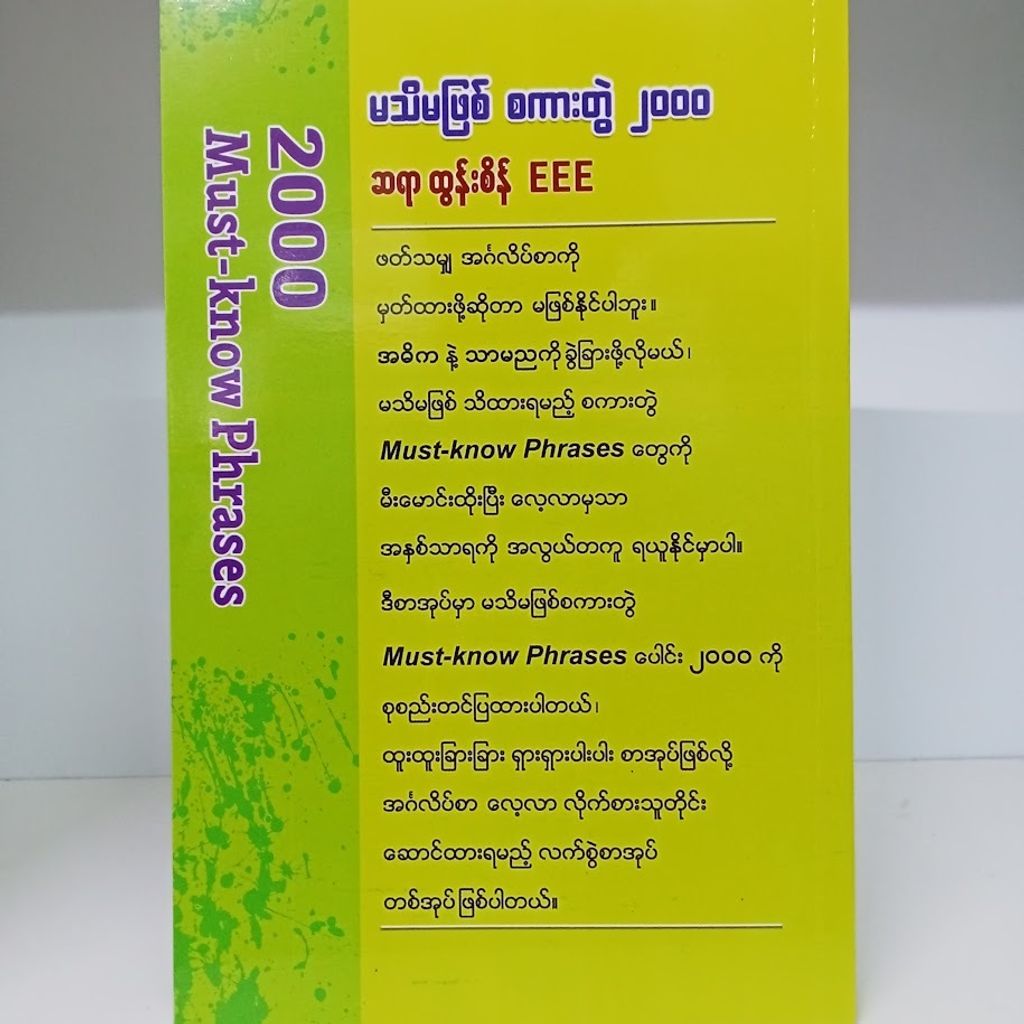 2000
Must-know Phrases
မသိမဖြစ် စကားတွဲ ၂၀၀၀
ဆရာ ထွန်းစိန် EEE
ဖတ်သမျှ အင်္ဂလိပ်စာကို
မှတ်ထားဖို့ဆိုတာ မဖြစ်နိုင်ပါဘူး။
အဓိက နဲ့ သာမညကို ခွဲခြားဖို့လိုမယ်၊
မသိမဖြစ် သိထားရမည့် စကားတွဲ
Must-know Phrases တွေကို
မီးမောင်းထိုးပြီး လေ့လာမှသာ
အနှစ်သာရကို အလွယ်တကူ ရယူနိုင်မှာပါ။
ဒီစာအုပ်မှာ မသိမဖြစ်စကားတွဲ
Must-know Phrases ပေါင်း ၂၀၀၀ ကို
စုစည်းတင်ပြထားပါတယ်၊
ထူးထူးခြားခြား ရှားရှားပါးပါး စာအုပ်ဖြစ်လို့
အင်္ဂလိပ်စာ လေ့လာ လိုက်စားသူတိုင်း
ဆောင်ထားရမည့် လက်စွဲစာအုပ်
တစ်အုပ်ဖြစ်ပါတယ်။